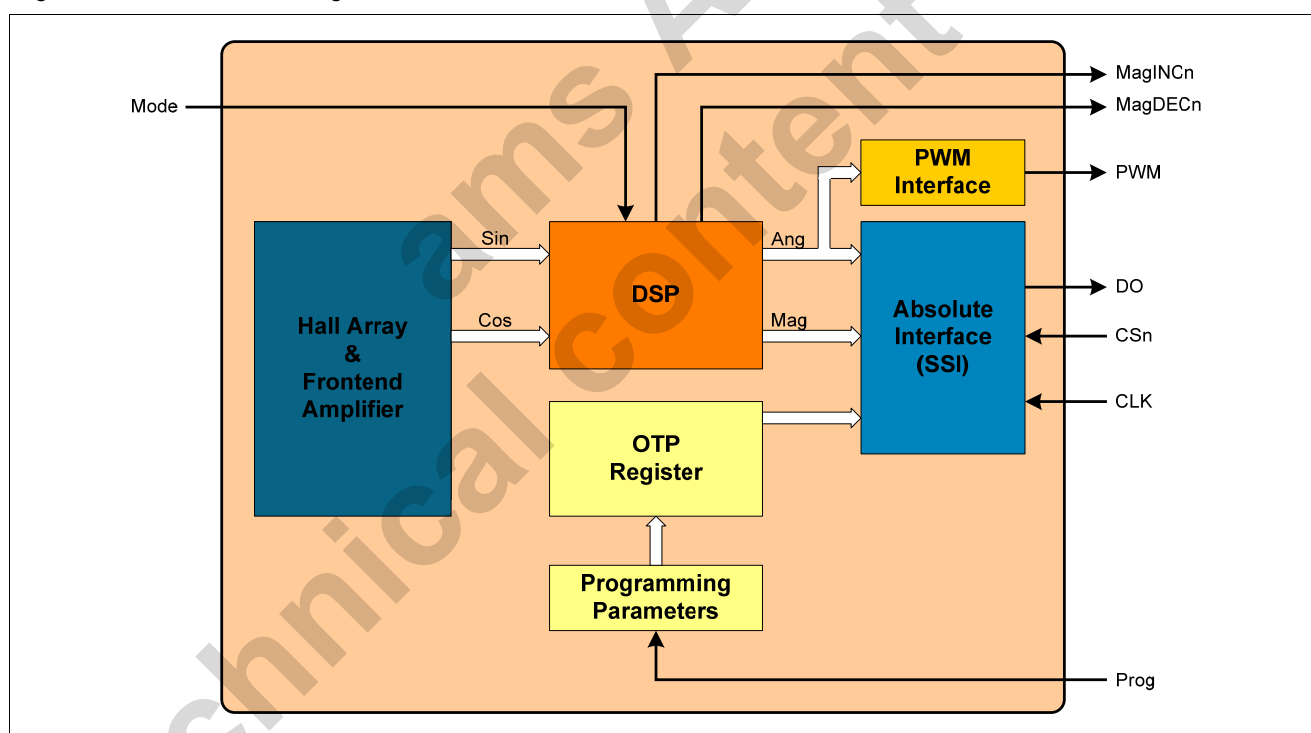 MagINCn
Mode
MagDECn
PWM
Interface
PWM
Sin
Ang
DSP
Cos
Mag
Hall Array
&
Frontend
Amplifier
Absolute
Interface
(SSI)
DO
CSn
CLK
OTP
Register
Programming
Parameters
Prog
ams A
chnical content